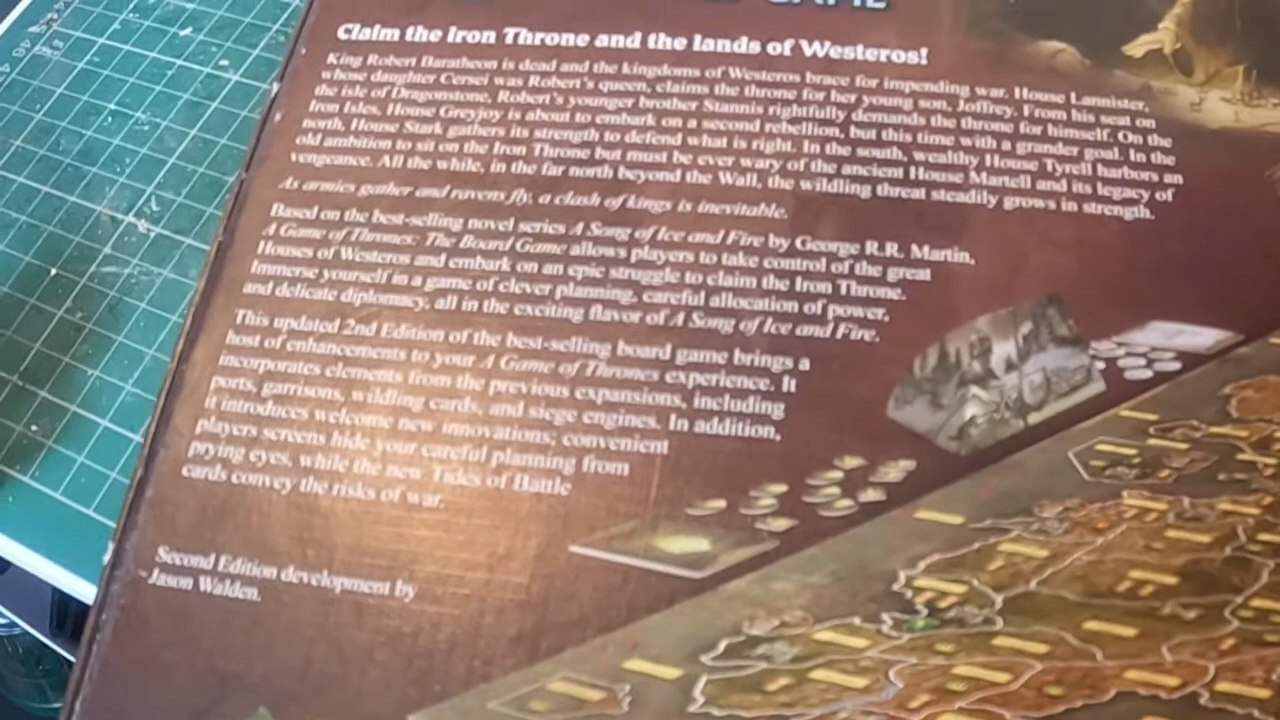 GAME
Claim the Iron Throne and the lands of Westeros!
King Robert Baratheon is dead and the kingdoms of Westeros brace for impending war. House Lannister,
whose daughter Cersei was Robert's queen, claims the throne for her young son, Joffrey. From his seat on
the isle of Dragonstone, Robert's younger brother Stannis rightfully demands the throne for himself. On the
Iron Isles, House Greyjoy is about to embark on a second rebellion, but this time with a grander goal. In the
north, House Stark gathers its strength to defend what is right. In the south, wealthy House Tyrell harbors an
old ambition to sit on the Iron Throne but must be ever wary of the ancient House Martell and its legacy of
vengeance. All the while, in the far north beyond the Wall, the wildling threat steadily grows in strength.
As armies gather and ravens fly, a clash of kings is inevitable.
Based on the best-selling novel series A Song of Ice and Fire by George R.R. Martin,
A Game of Thrones: The Board Game allows players to take control of the great
Houses of Westeros and embark on an epic struggle to claim the Iron Throne.
Immerse yourself in a game of clever planning, careful allocation of power,
and delicate diplomacy, all in the exciting flavor of A Song of Ice and Fire.
This updated 2nd Edition of the best-selling board game brings a
host of enhancements to your A Game of Thrones experience. It
incorporates elements from the previous expansions, including
ports, garrisons, wildling cards, and siege engines. In addition,
it introduces welcome new innovations; convenient
players screens hide your careful planning from
prying eyes, while the new Tides of Battle
cards convey the risks of war.
Second Edition development by
Jason Walden.